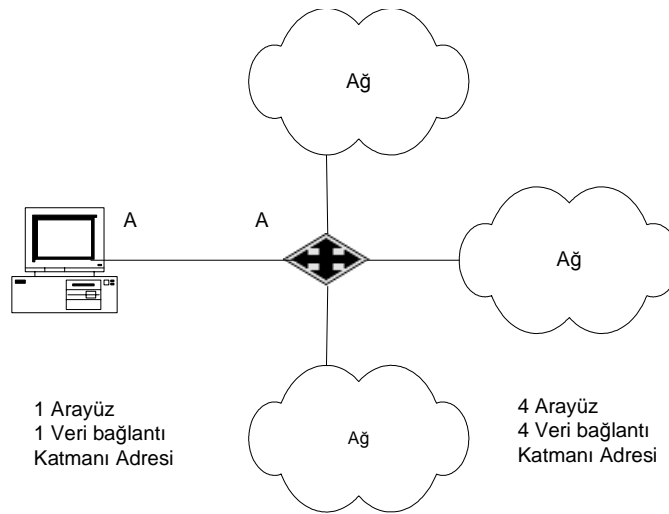 Ağ
A
A
Ağ
Ağ
1 Arayüz
1 Veri bağlantı
Katmanı Adresi
4 Arayüz
4 Veri bağlantı
Katmanı Adresi